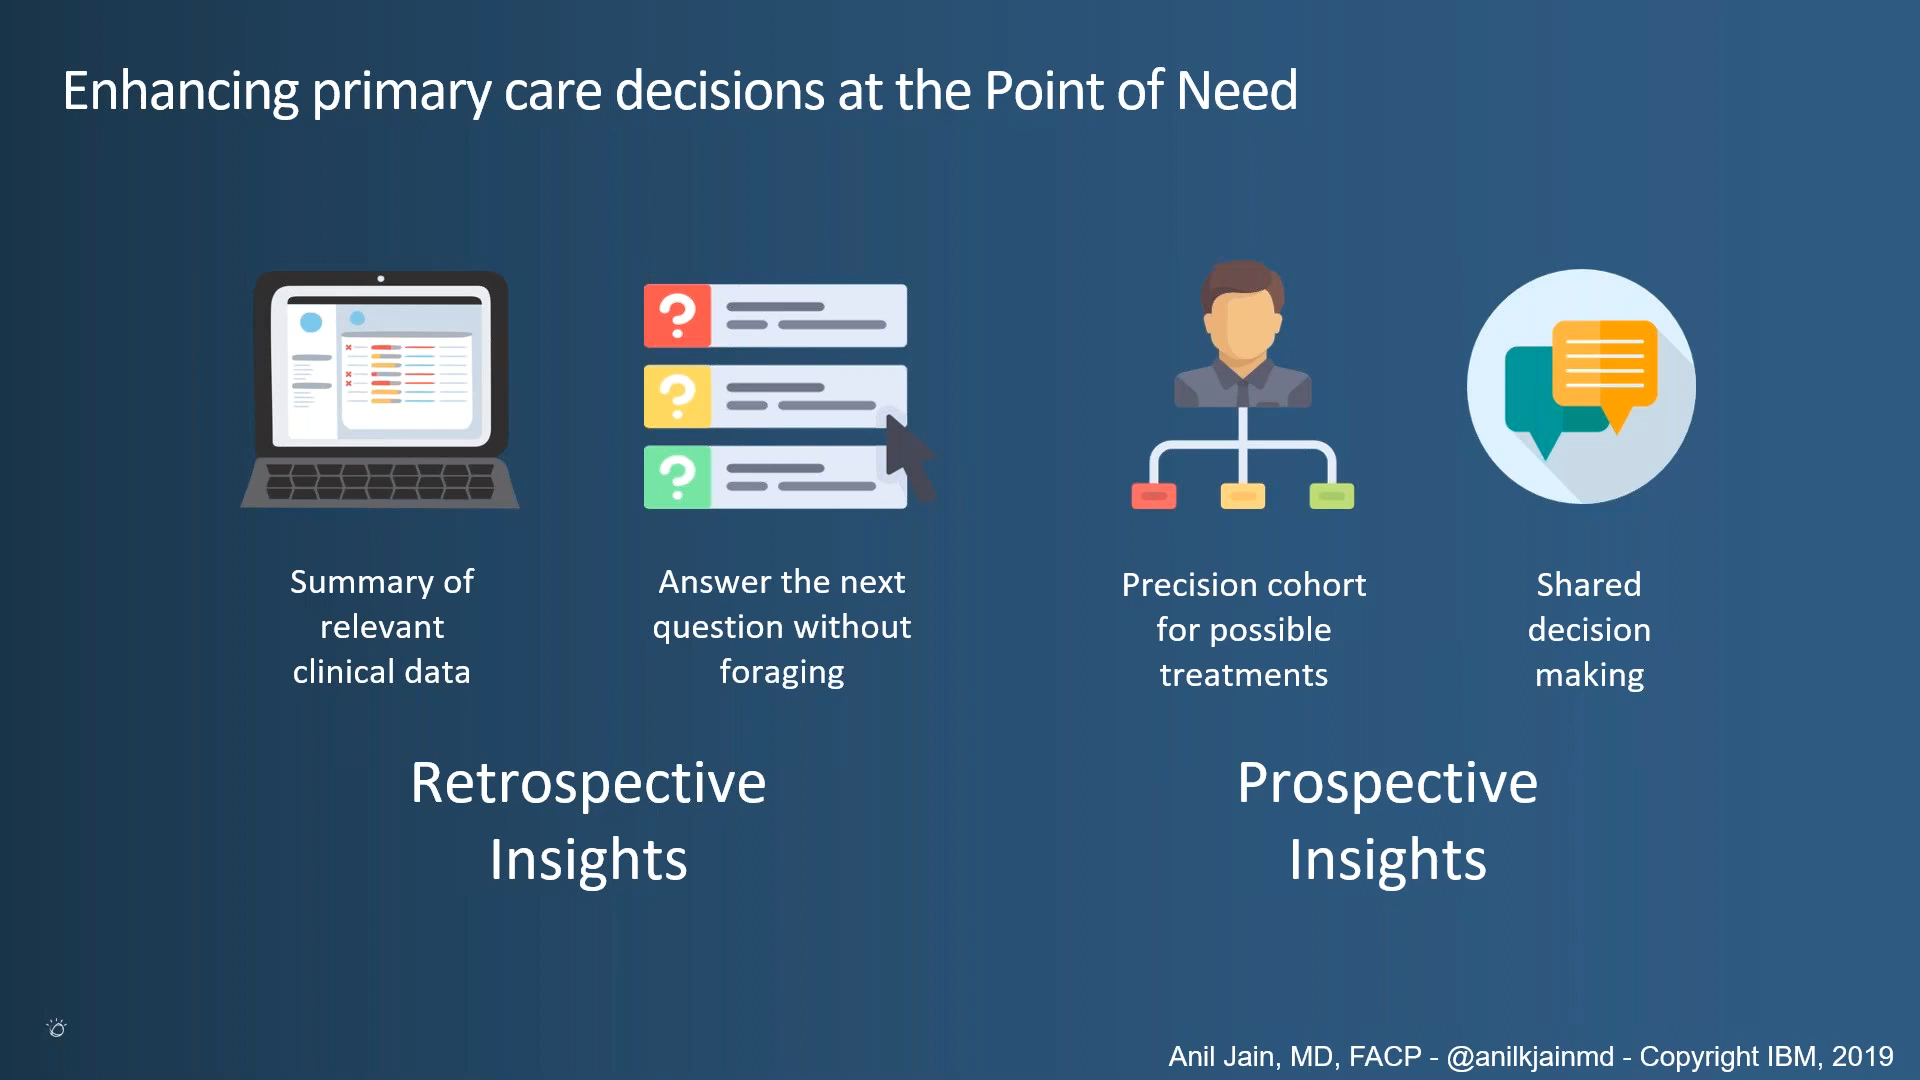 Enhancing primary care decisions at the Point of Need
Summary of
relevant
clinical data
Answer the next
question without
foraging
Precision cohort
for possible
treatments
Shared
decision
making
Retrospective
Insights
Prospective
Insights
Anil Jain, MD, FACP - @anilkjainmd - Copyright IBM, 2019